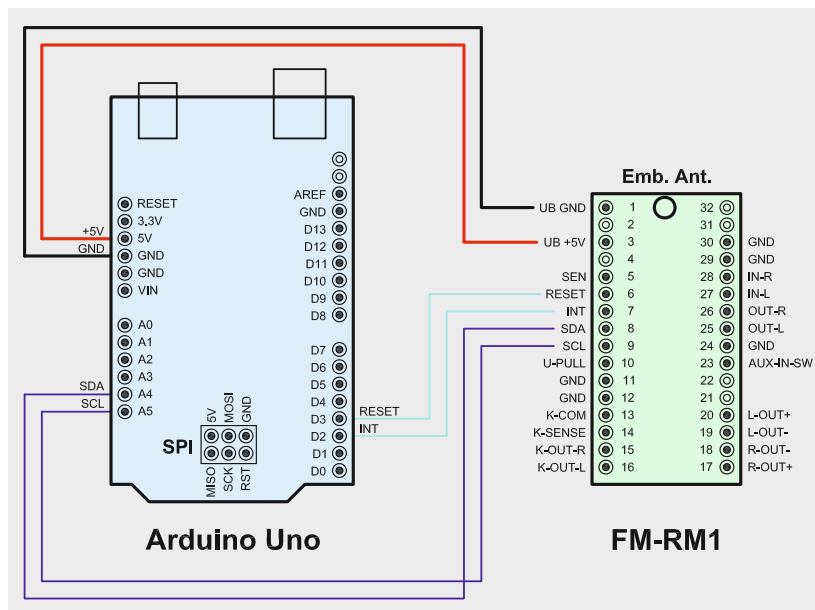 AREF
RESET
GND
3,3V
D13
+5V
5V
D12
GND
GND
D11
GND
D10
VIN
D9
D8
A0
A1
D7
A2
D6
A3
D5
SDA
A4
D4
SCL
A5
D3
RESET
D2
INT
D1
D0
5V
MOSI
GND
SPI
MISO
SCK
RST
Arduino Uno
Emb. Ant.
UB GND 1 32
2 31
UB +5V 3 30 GND
4 29 GND
SEN 5 28 IN-R
RESET 6 27 IN-L
INT 7 26 OUT-R
SDA 8 25 OUT-L
SCL 9 24 GND
U-PULL 10 23 AUX-IN-SW
GND 11 22
GND 12 21
K-COM 13 20 L-OUT+
K-SENSE 14 19 L-OUT-
K-OUT-R 15 18 R-OUT-
K-OUT-L 16 17 R-OUT+
FM-RM1